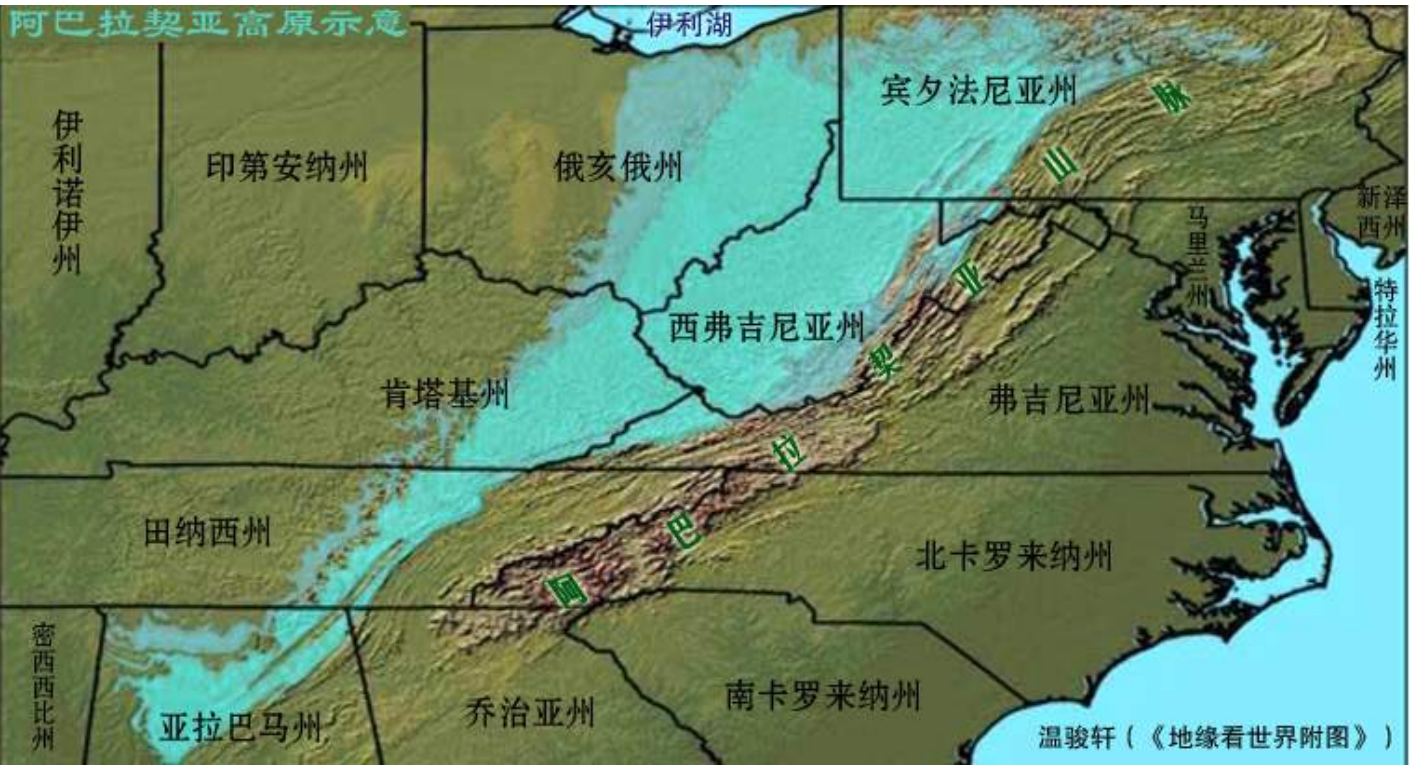 阿巴拉契亚高原示意
伊利湖
宾夕法尼亚州
脉
伊利诺伊州
印第安纳州
俄亥俄州
山
新泽
西州
马里兰州
亚
特拉华州
西弗吉尼亚州
契
肯塔基州
弗吉尼亚州
拉
田纳西州
巴
北卡罗来纳州
阿
密西西比州
亚拉巴马州
乔治亚州
南卡罗来纳州
温骏轩(《地缘看世界附图》)